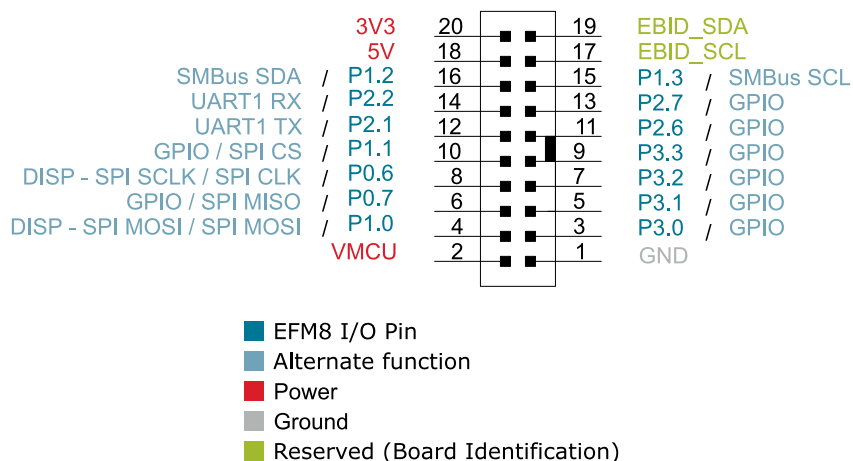 3V3 20 19 EBID_SDA
5V 18 17 EBID_SCL
SMBus SDA / P1.2 16 15 P1.3 / SMBus SCL
UART1 RX / P2.2 14 13 P2.7 / GPIO
UART1 TX / P2.1 12 11 P2.6 / GPIO
GPIO / SPI CS / P1.1 10 9 P3.3 / GPIO
DISP - SPI SCLK / SPI CLK / P0.6 8 7 P3.2 / GPIO
GPIO / SPI MISO / P0.7 6 5 P3.1 / GPIO
DISP - SPI MOSI / SPI MOSI / P1.0 4 3 P3.0 / GPIO
VMCU 2 1 GND
EFM8 I/O Pin
Alternate function
Power
Ground
Reserved (Board Identification)